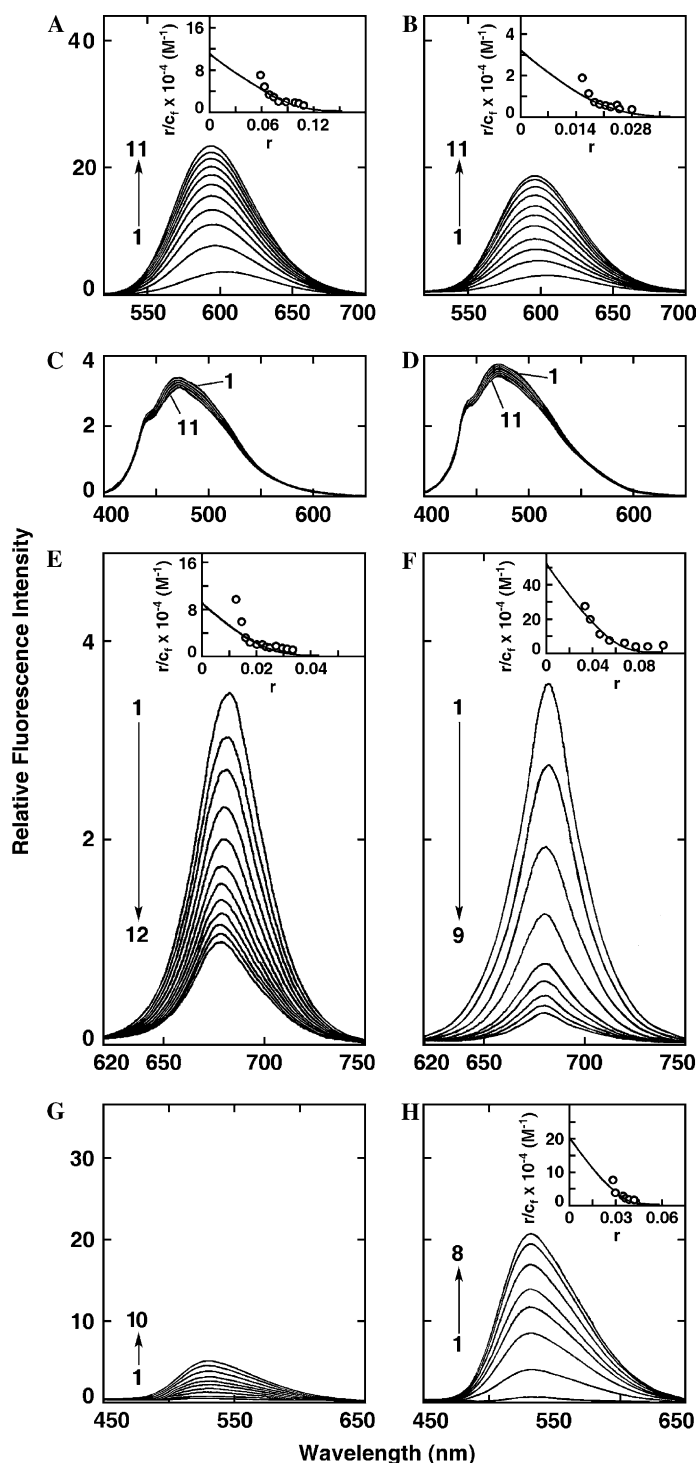 A
r/cf x 10-4 (M-1)
16
8
0
0 0.06 0.12
r
40
20
0
11
1
550 600 650 700
B
r/cf x 10-4 (M-1)
4
2
0
0 0.014 0.028
r
11
1
550 600 650 700
C
4
2
0
1
11
400 500 600
D
1
11
400 500 600
Relative Fluorescence Intensity
E
r/cf x 10-4 (M-1)
16
8
0
0 0.02 0.04
r
4
2
0
1
12
620 650 700 750
F
r/cf x 10-4 (M-1)
40
20
0
0 0.04 0.08
r
1
9
620 650 700 750
G
30
20
10
0
10
1
450 550 650
H
r/cf x 10-4 (M-1)
20
10
0
0 0.03 0.06
r
8
1
450 550 650
Wavelength (nm)